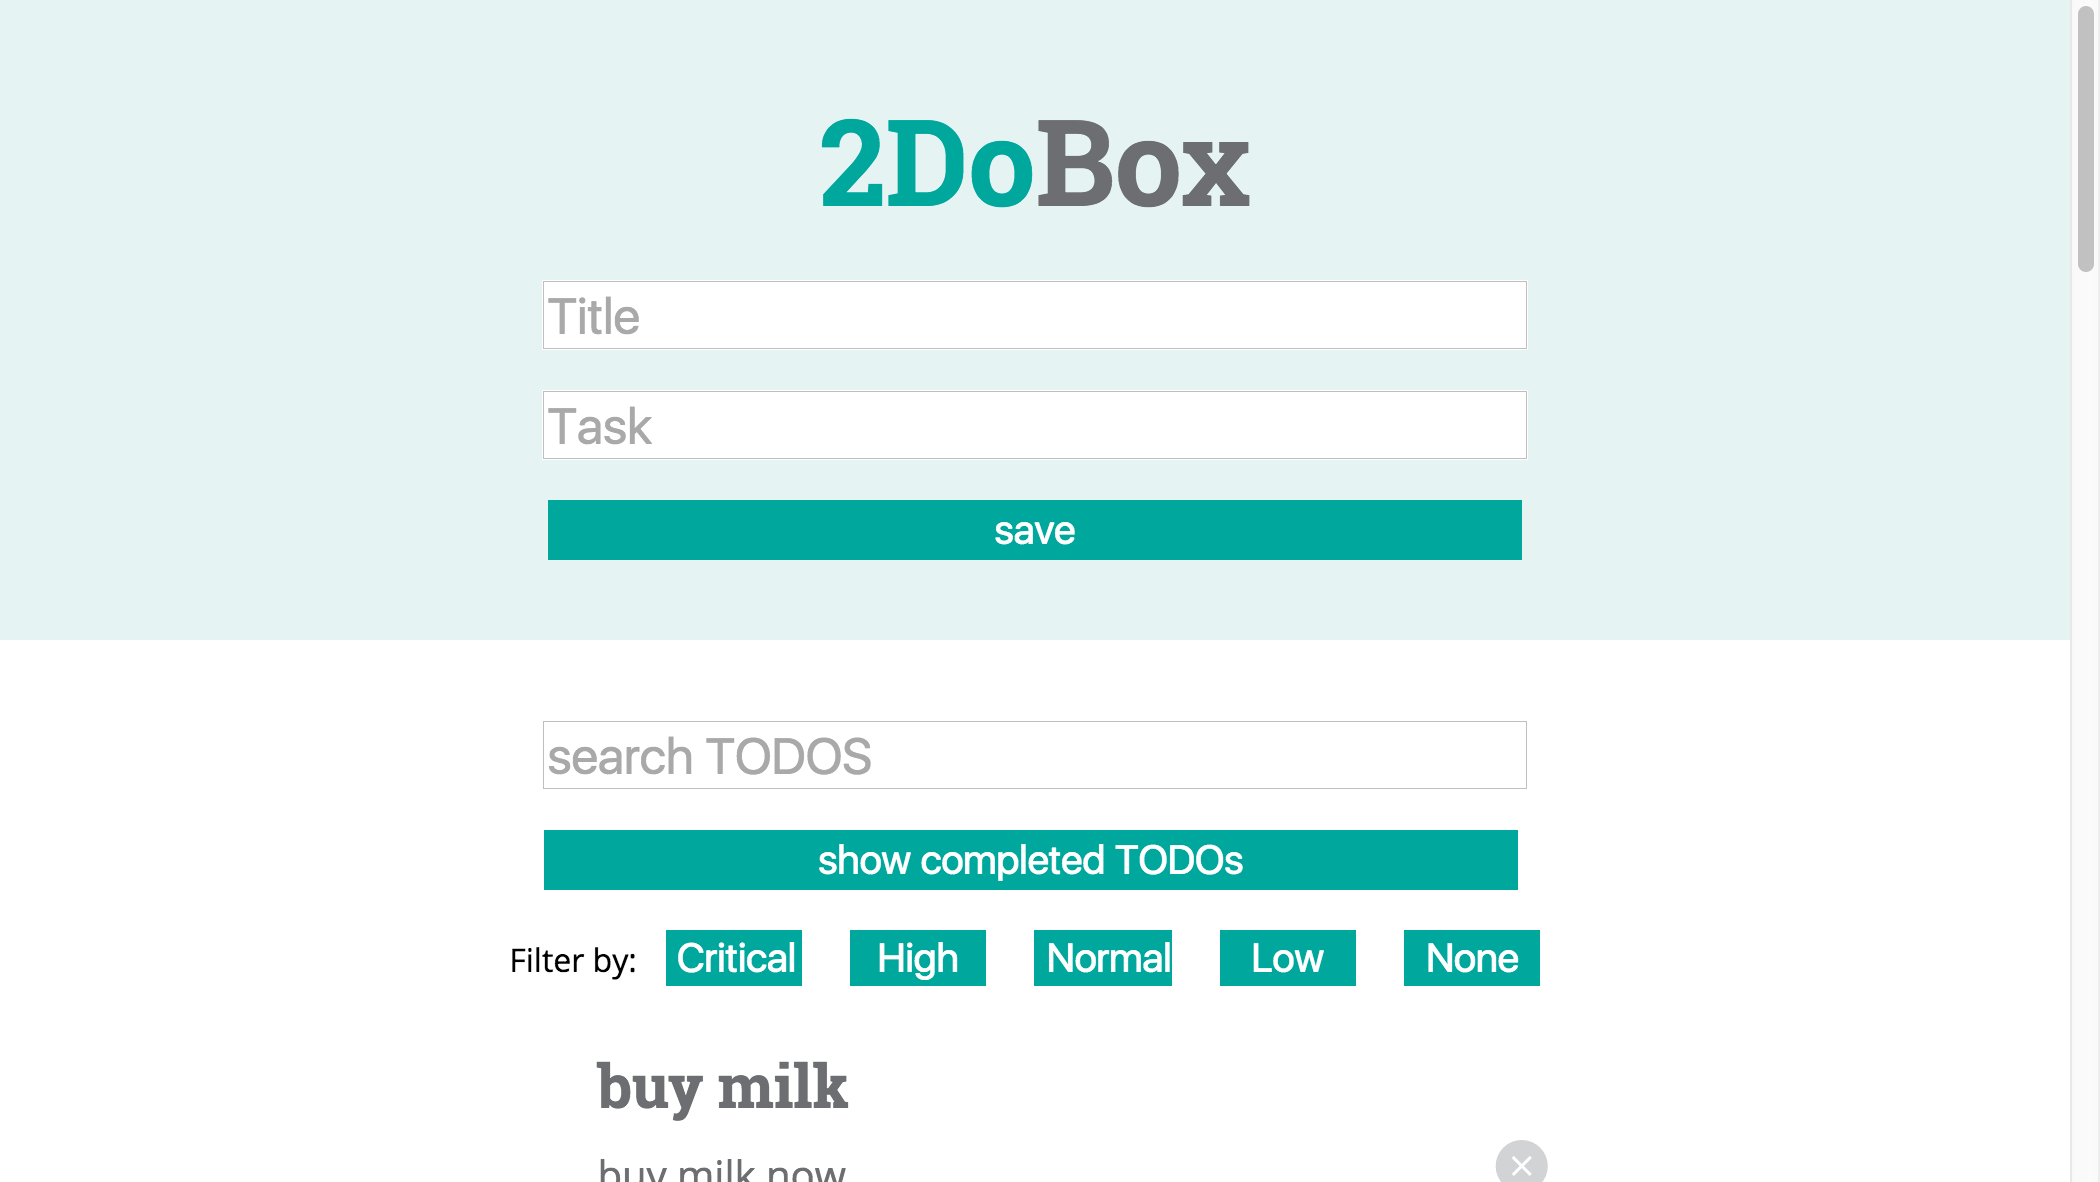 2DoBox
Title
Task
save
search TODOS
show completed TODOs
Filter by: Critical High Normal Low None
buy milk
buy milk now